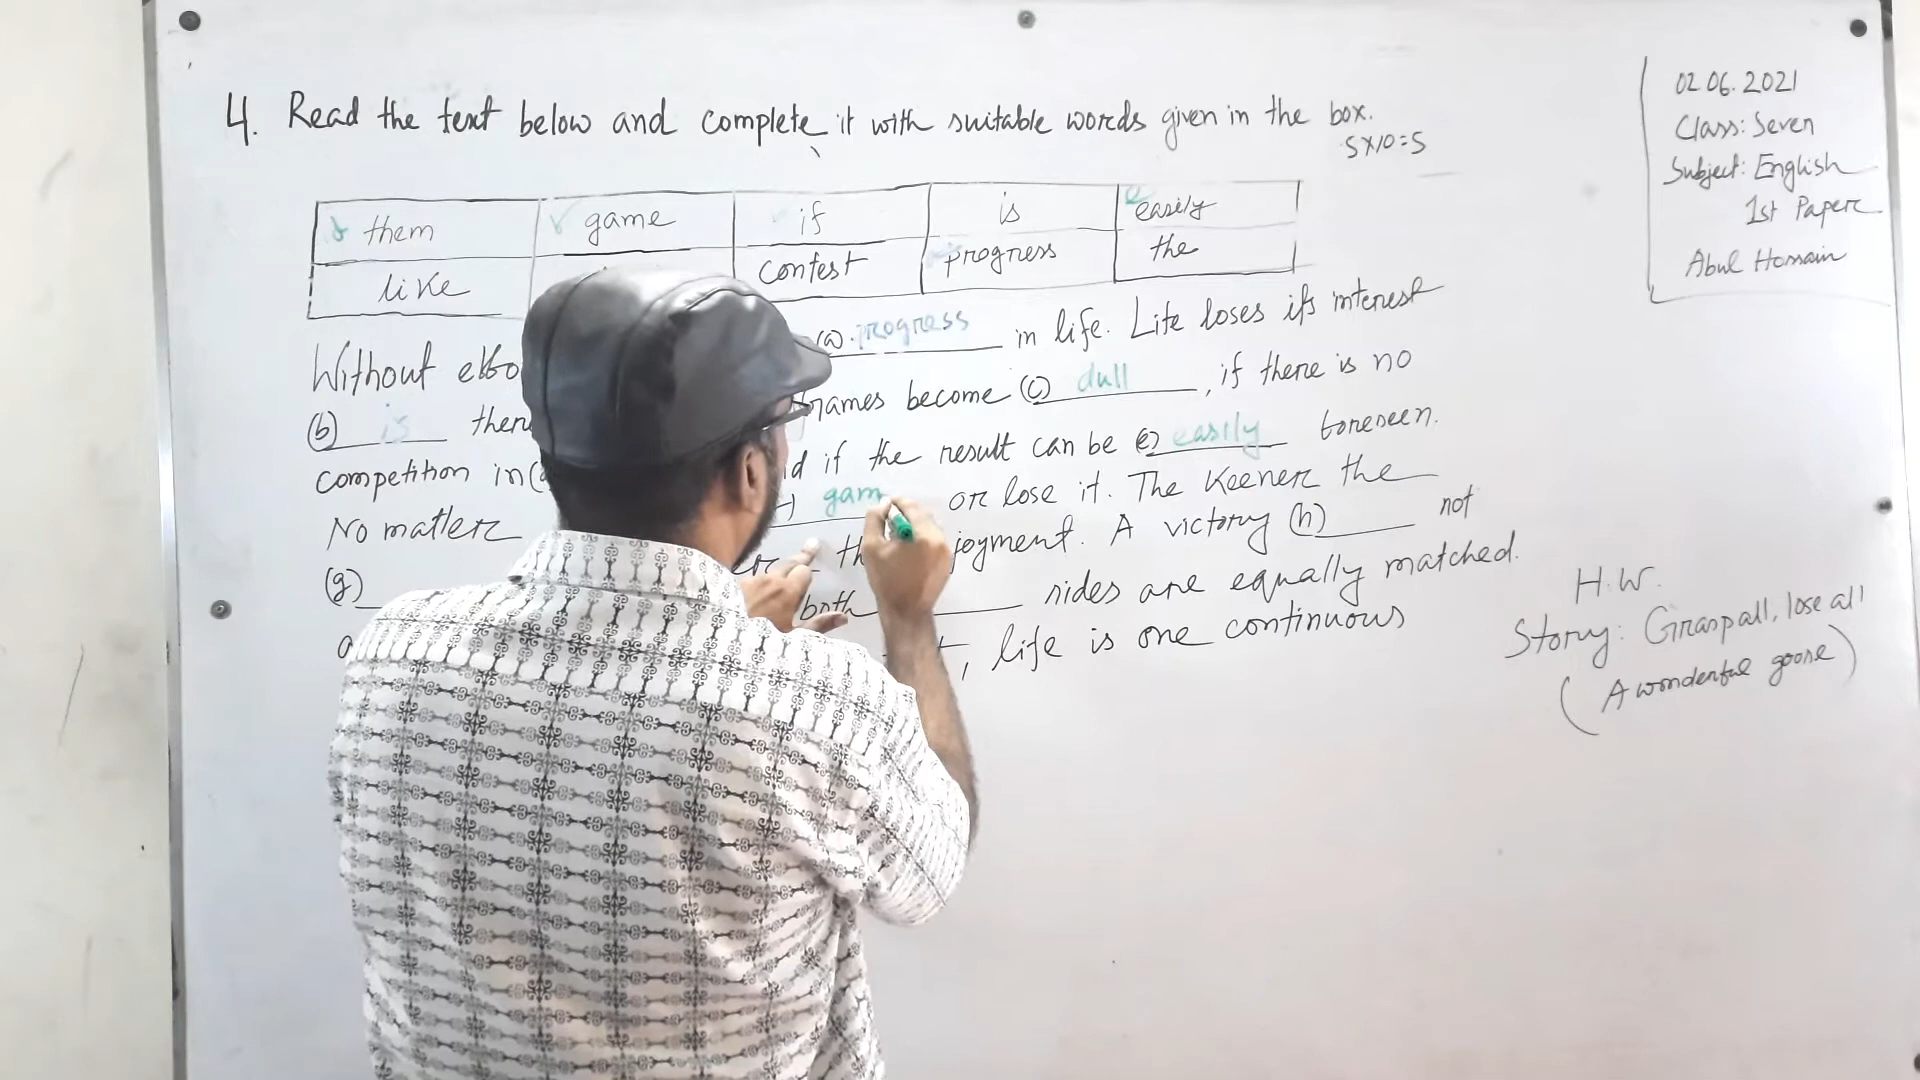 4. Read the text below and complete it with suitable words given in the box.
5x10=5
them game if is easily
like contest progress the
Without (a) progress in life. Life loses its interest
(b) is become (c) dull, if there is no
competition in if the result can be e) easily foreseen.
No matter gam or lose it. The Keener the
(g) joyment. A victory (h) not
both sides are equally matched.
, life is one continuous
02.06.2021
Class: Seven
Subject: English
1st Paper
Abul Hossain
H.W.
Story: Grasp all, lose all
(A wonderful goose)